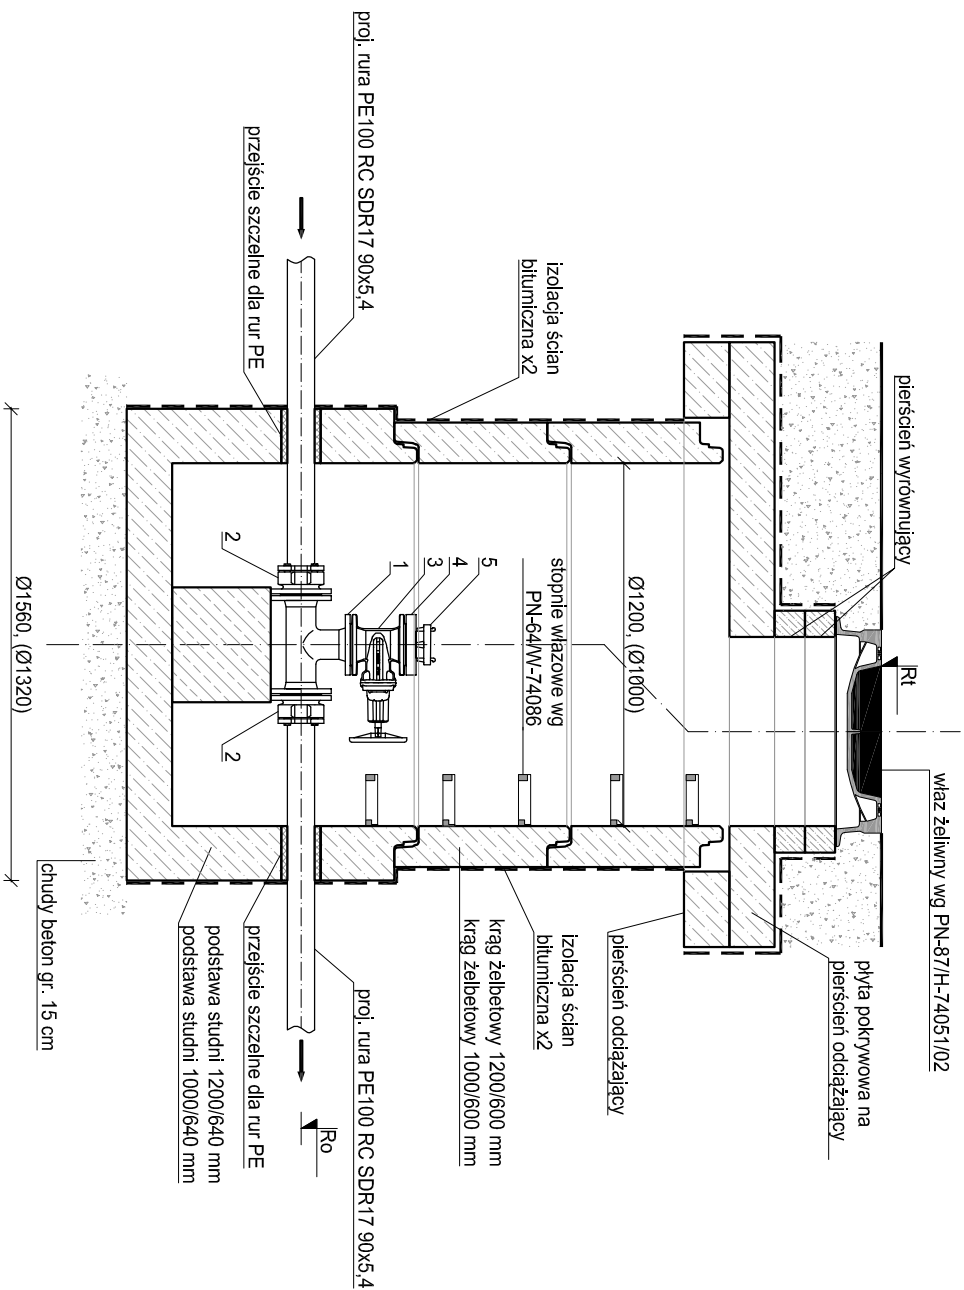 proj. rura PE100 RC SDR17 90x5,4
przejście szczelne dla rur PE
izolacja ścian
bitumiczna x2
pierścień wyrównujący
Rt
właz żeliwny wg PN-87/H-74051/02
płyta pokrywowa na
pierścień odciążający
pierścień odciążający
izolacja ścian
bitumiczna x2
krąg żelbetowy 1200/600 mm
krąg żelbetowy 1000/600 mm
Ø1200, (Ø1000)
stopnie włazowe wg
PN-64/W-74086
5
4
3
1
2
2
Ro
proj. rura PE100 RC SDR17 90x5,4
przejście szczelne dla rur PE
podstawa studni 1200/640 mm
podstawa studni 1000/640 mm
chudy beton gr. 15 cm
Ø1560, (Ø1320)